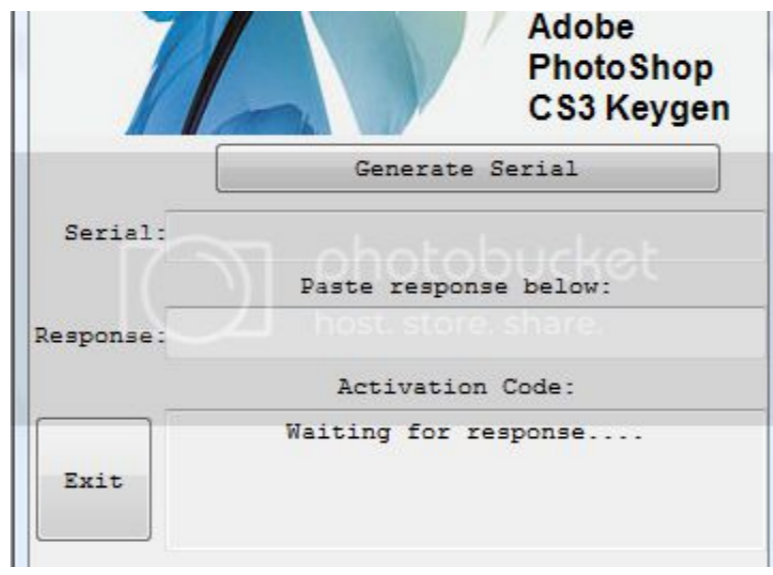 Adobe
PhotoShop
CS3 Keygen
Generate Serial
Serial:
photobucket
Paste response below:
host. store. share.
Response:
Activation Code:
Waiting for response....
Exit